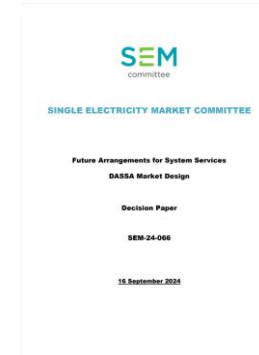 SEM
committee
SINGLE ELECTRICITY MARKET COMMITTEE
Future Arrangements for System Services
DASSA Market Design
Decision Paper
SEM-24-066
16 September 2024